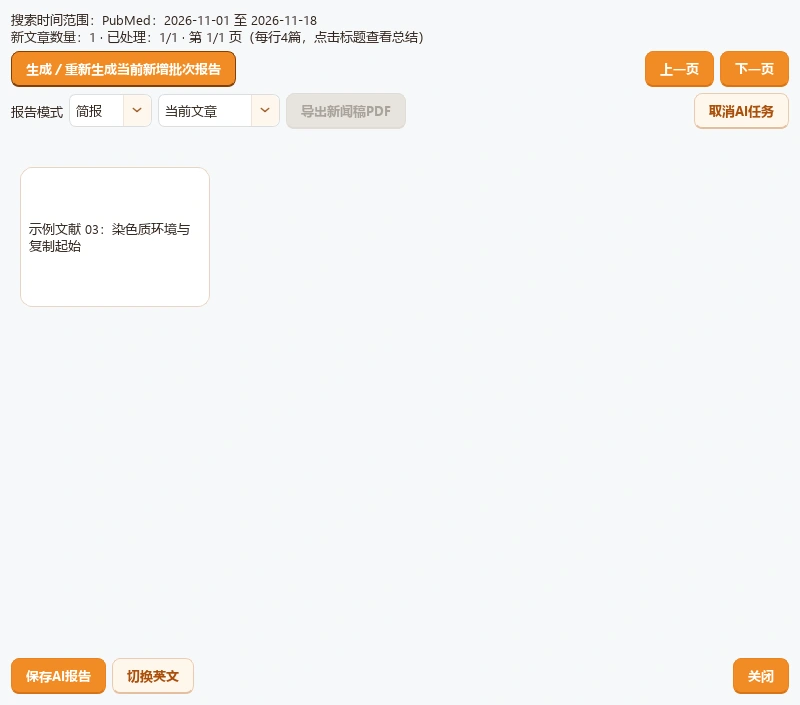 搜索时间范围：PubMed：2026-11-01 至 2026-11-18
新文章数量：1 · 已处理：1/1 · 第 1/1 页（每行4篇，点击标题查看总结）
生成 / 重新生成当前新增批次报告
上一页
下一页
报告模式
简报
当前文章
导出新闻稿PDF
取消AI任务
示例文献 03：染色质环境与
复制起始
保存AI报告
切换英文
关闭